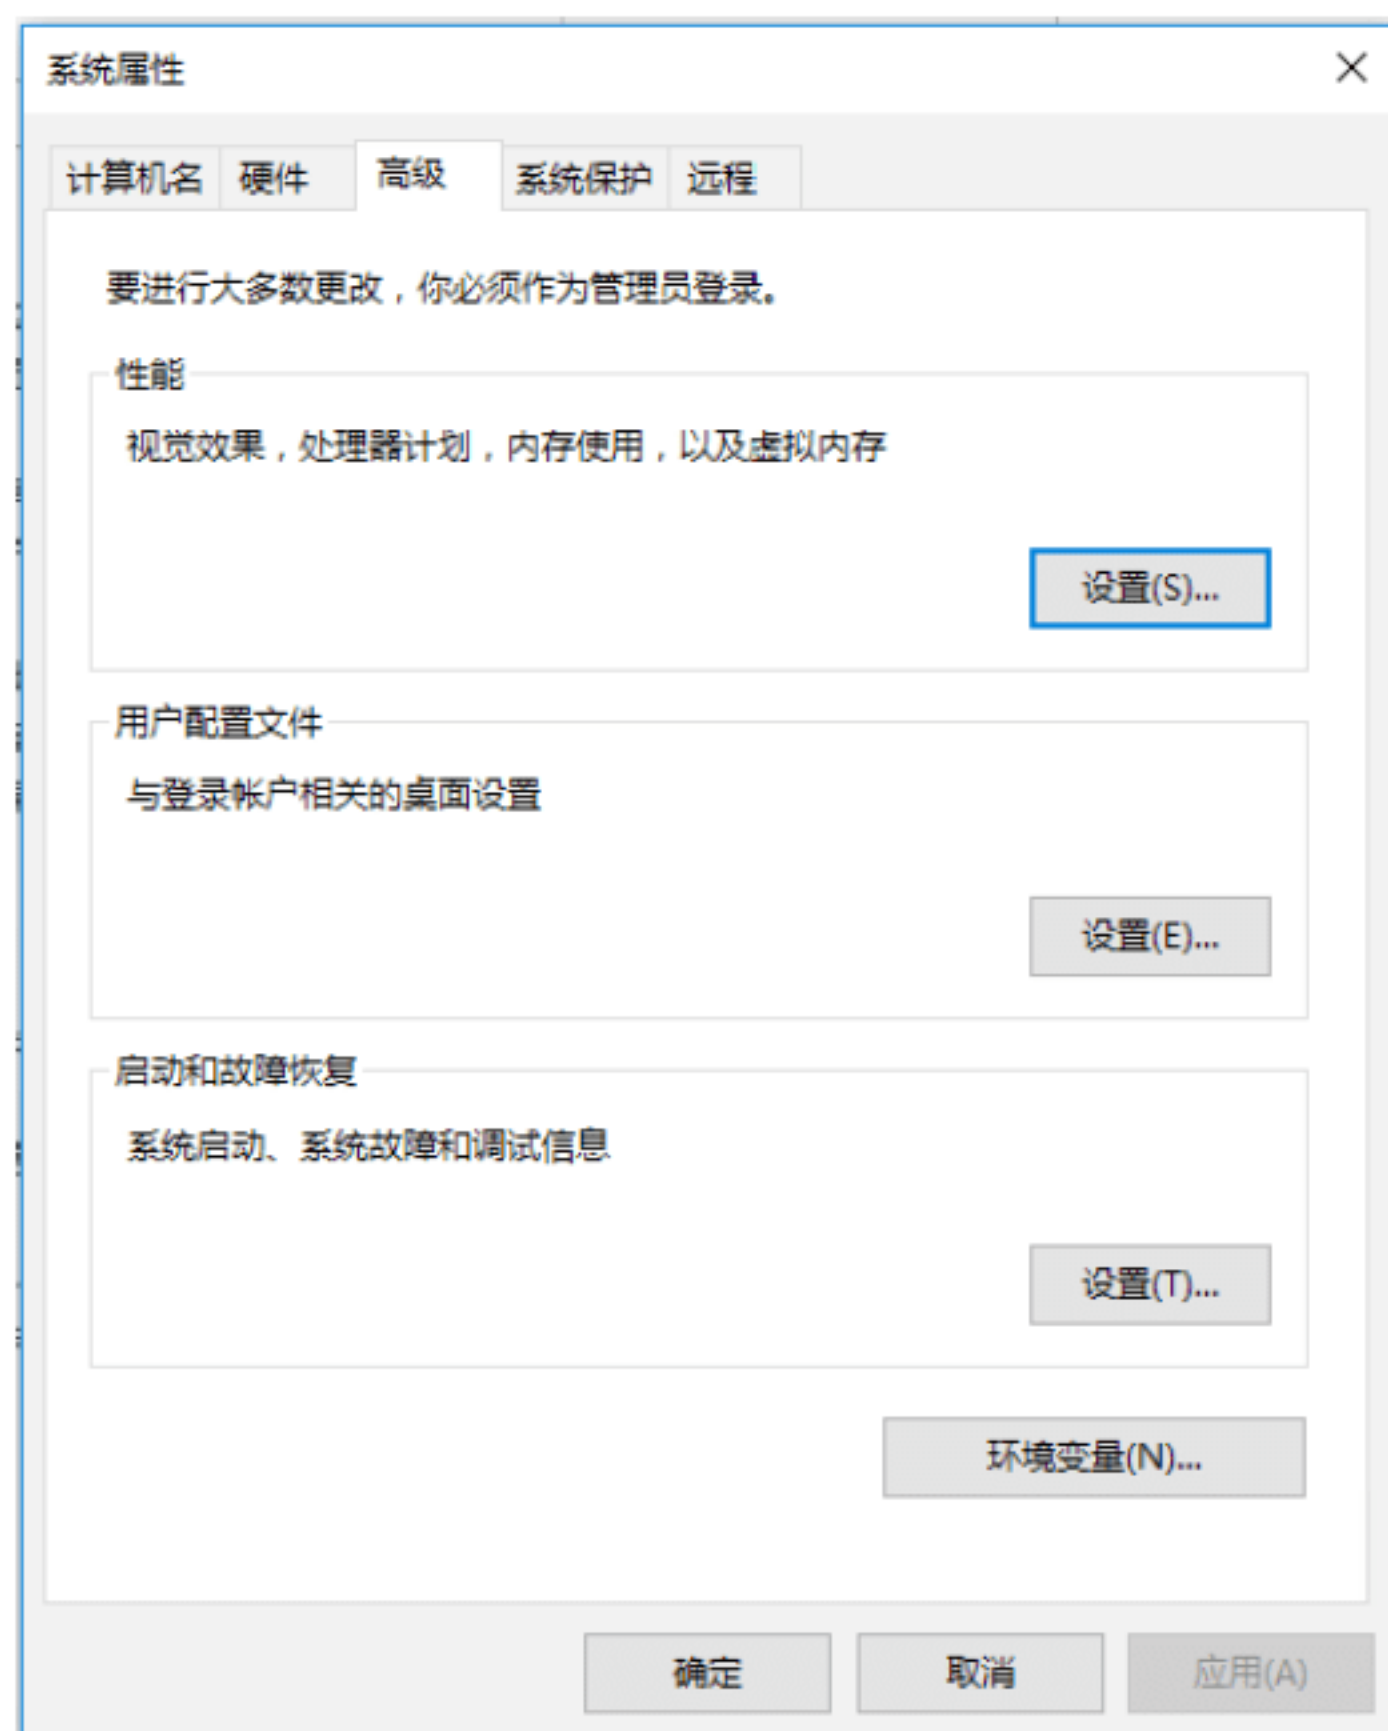 系统属性
计算机名 硬件 高级 系统保护 远程
要进行大多数更改，你必须作为管理员登录。
性能
视觉效果，处理器计划，内存使用，以及虚拟内存
设置(S)...
用户配置文件
与登录帐户相关的桌面设置
设置(E)...
启动和故障恢复
系统启动、系统故障和调试信息
设置(T)...
环境变量(N)...
确定 取消 应用(A)